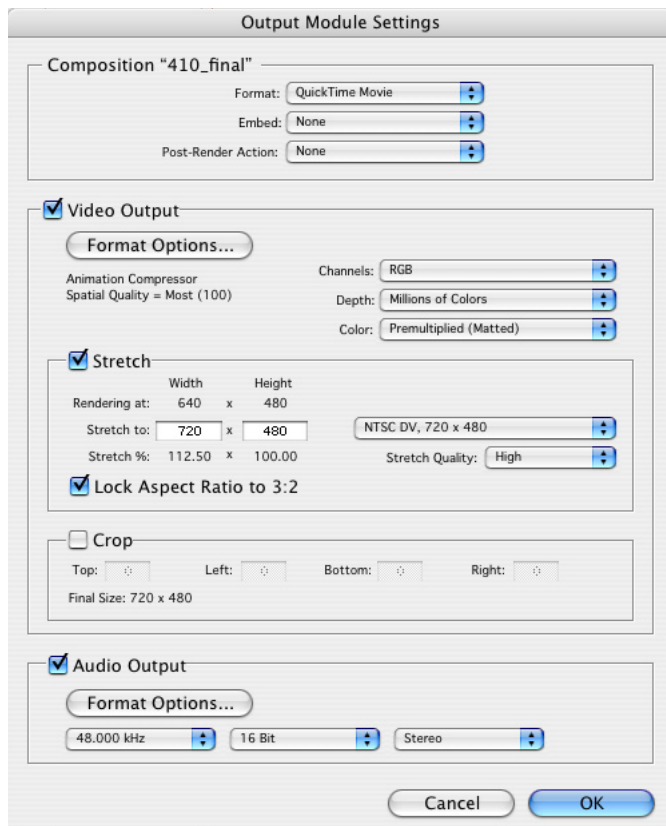 Output Module Settings
Composition “410_final”
Format: QuickTime Movie
Embed: None
Post-Render Action: None
Video Output
Format Options...
Animation Compressor
Spatial Quality = Most (100)
Channels: RGB
Depth: Millions of Colors
Color: Premultiplied (Matted)
Stretch
Width Height
Rendering at: 640 x 480
Stretch to: 720 x 480 NTSC DV, 720 x 480
Stretch %: 112.50 x 100.00 Stretch Quality: High
Lock Aspect Ratio to 3:2
Crop
Top: 0 Left: 0 Bottom: 0 Right: 0
Final Size: 720 x 480
Audio Output
Format Options...
48.000 kHz 16 Bit Stereo
Cancel OK